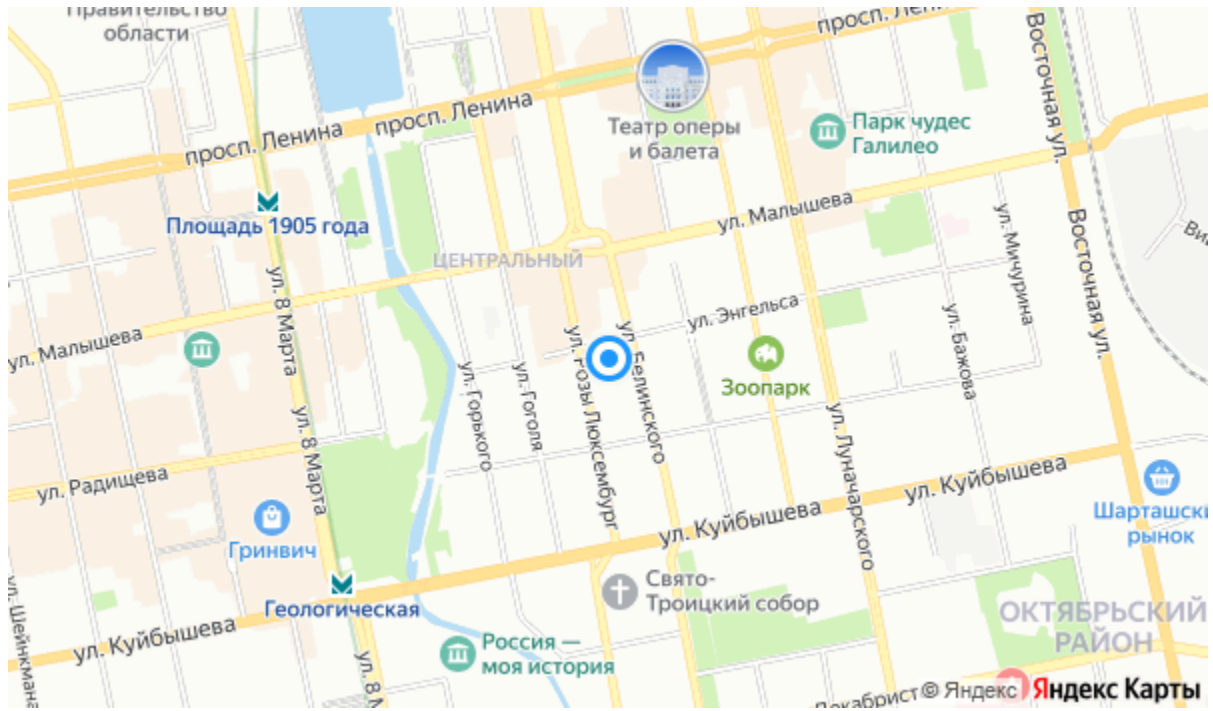 Правительство
области
просп. Ленина
просп. Ленина
просп. Ленина
Восточная ул.
Театр оперы
и балета
Парк чудес
Галилео
Площадь 1905 года
ул. Малышева
ЦЕНТРАЛЬНЫЙ
ул. Мичурина
Восточная ул.
ул. 8 Марта
ул. Энгельса
ул. Малышева
ул. Розы Люксембург
ул. Белинского
ул. Бажова
Зоопарк
ул. Горького
ул. Гоголя
ул. 8 Марта
ул. Луначарского
ул. Радищева
ул. Куйбышева
ул. Куйбышева
Гринвич
Шарташски
рынок
Геологическая
Свято-
Троицкий собор
ул. Шейнкмана
ул. Куйбышева
ОКТЯБРЬСКИЙ
РАЙОН
Россия —
моя история
ул. 8 М
Декабрист
© Яндекс
Яндекс Карты